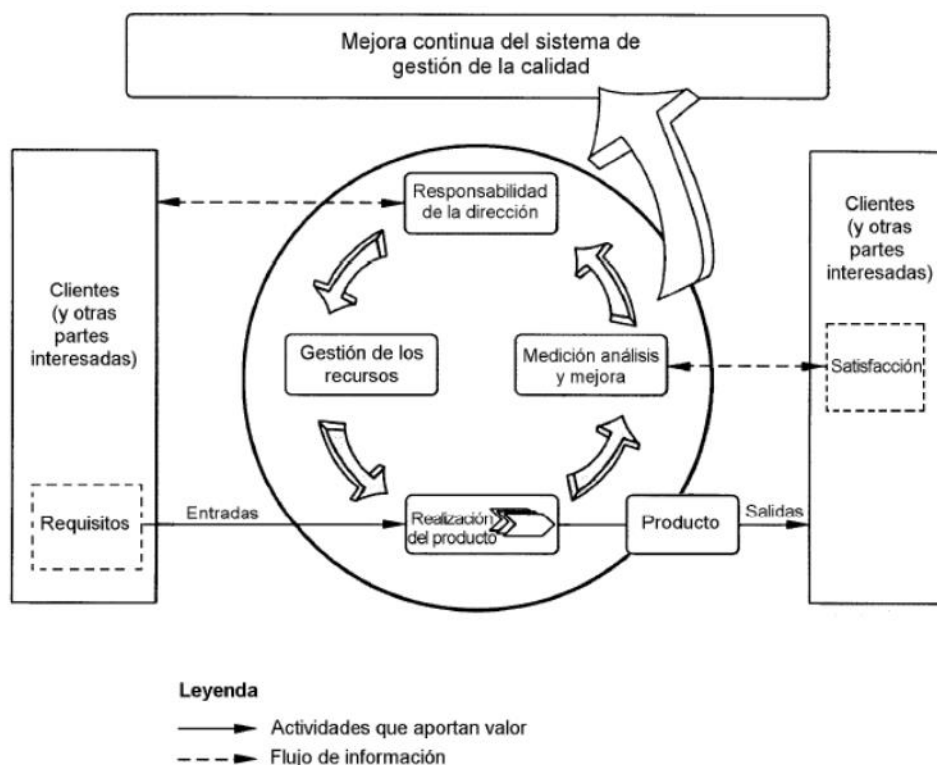 Mejora continua del sistema de
gestión de la calidad
Responsabilidad
de la dirección
Clientes
(y otras
partes
interesadas)
Clientes
(y otras
partes
interesadas)
Gestión de los
recursos
Medición análisis
y mejora
Satisfacción
Requisitos
Entradas
Realización
del producto
Producto
Salidas
Leyenda
Actividades que aportan valor
Flujo de información